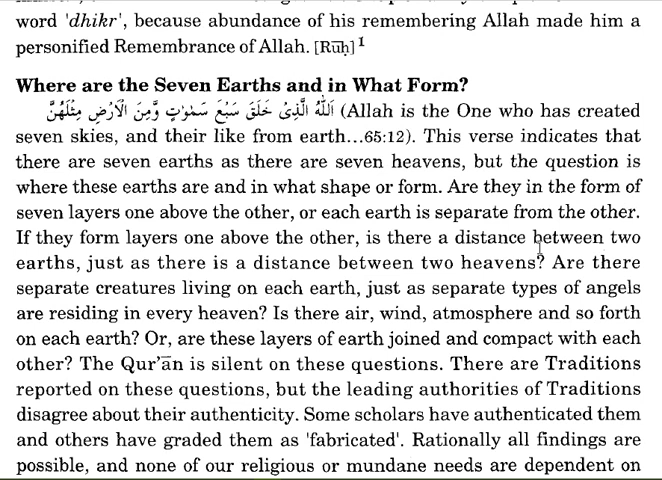 word 'dhikr', because abundance of his remembering Allah made him a
personified Remembrance of Allah. [Rūḥ]¹
Where are the Seven Earths and in What Form?
اَللّٰهُ الَّذِیْ خَلَقَ سَبْعَ سَمٰوٰتٍ وَّمِنَ الْاَرْضِ مِثْلَهُنَّ (Allah is the One who has created
seven skies, and their like from earth...65:12). This verse indicates that
there are seven earths as there are seven heavens, but the question is
where these earths are and in what shape or form. Are they in the form of
seven layers one above the other, or each earth is separate from the other.
If they form layers one above the other, is there a distance between two
earths, just as there is a distance between two heavens? Are there
separate creatures living on each earth, just as separate types of angels
are residing in every heaven? Is there air, wind, atmosphere and so forth
on each earth? Or, are these layers of earth joined and compact with each
other? The Qur'ān is silent on these questions. There are Traditions
reported on these questions, but the leading authorities of Traditions
disagree about their authenticity. Some scholars have authenticated them
and others have graded them as 'fabricated'. Rationally all findings are
possible, and none of our religious or mundane needs are dependent on